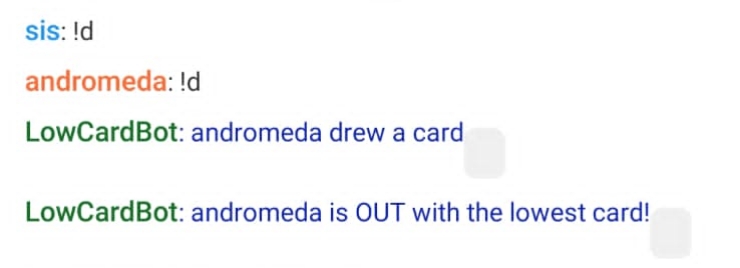 sis: !d
andromeda: !d
LowCardBot: andromeda drew a card
LowCardBot: andromeda is OUT with the lowest card!